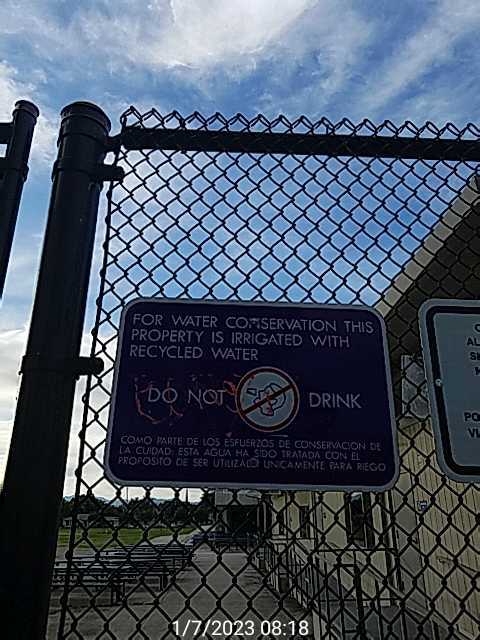 FOR WATER CONSERVATION THIS
PROPERTY IS IRRIGATED WITH
RECYCLED WATER
DO NOT DRINK
COMO PARTE DE LOS ESFUERZOS DE CONSERVACION DE
LA CUIDAD: ESTA AGUA HA SIDO TRATADA CON EL
PROPOSITO DE SER UTILIZADO UNICAMENTE PARA RIEGO
1/7/2023 08:18